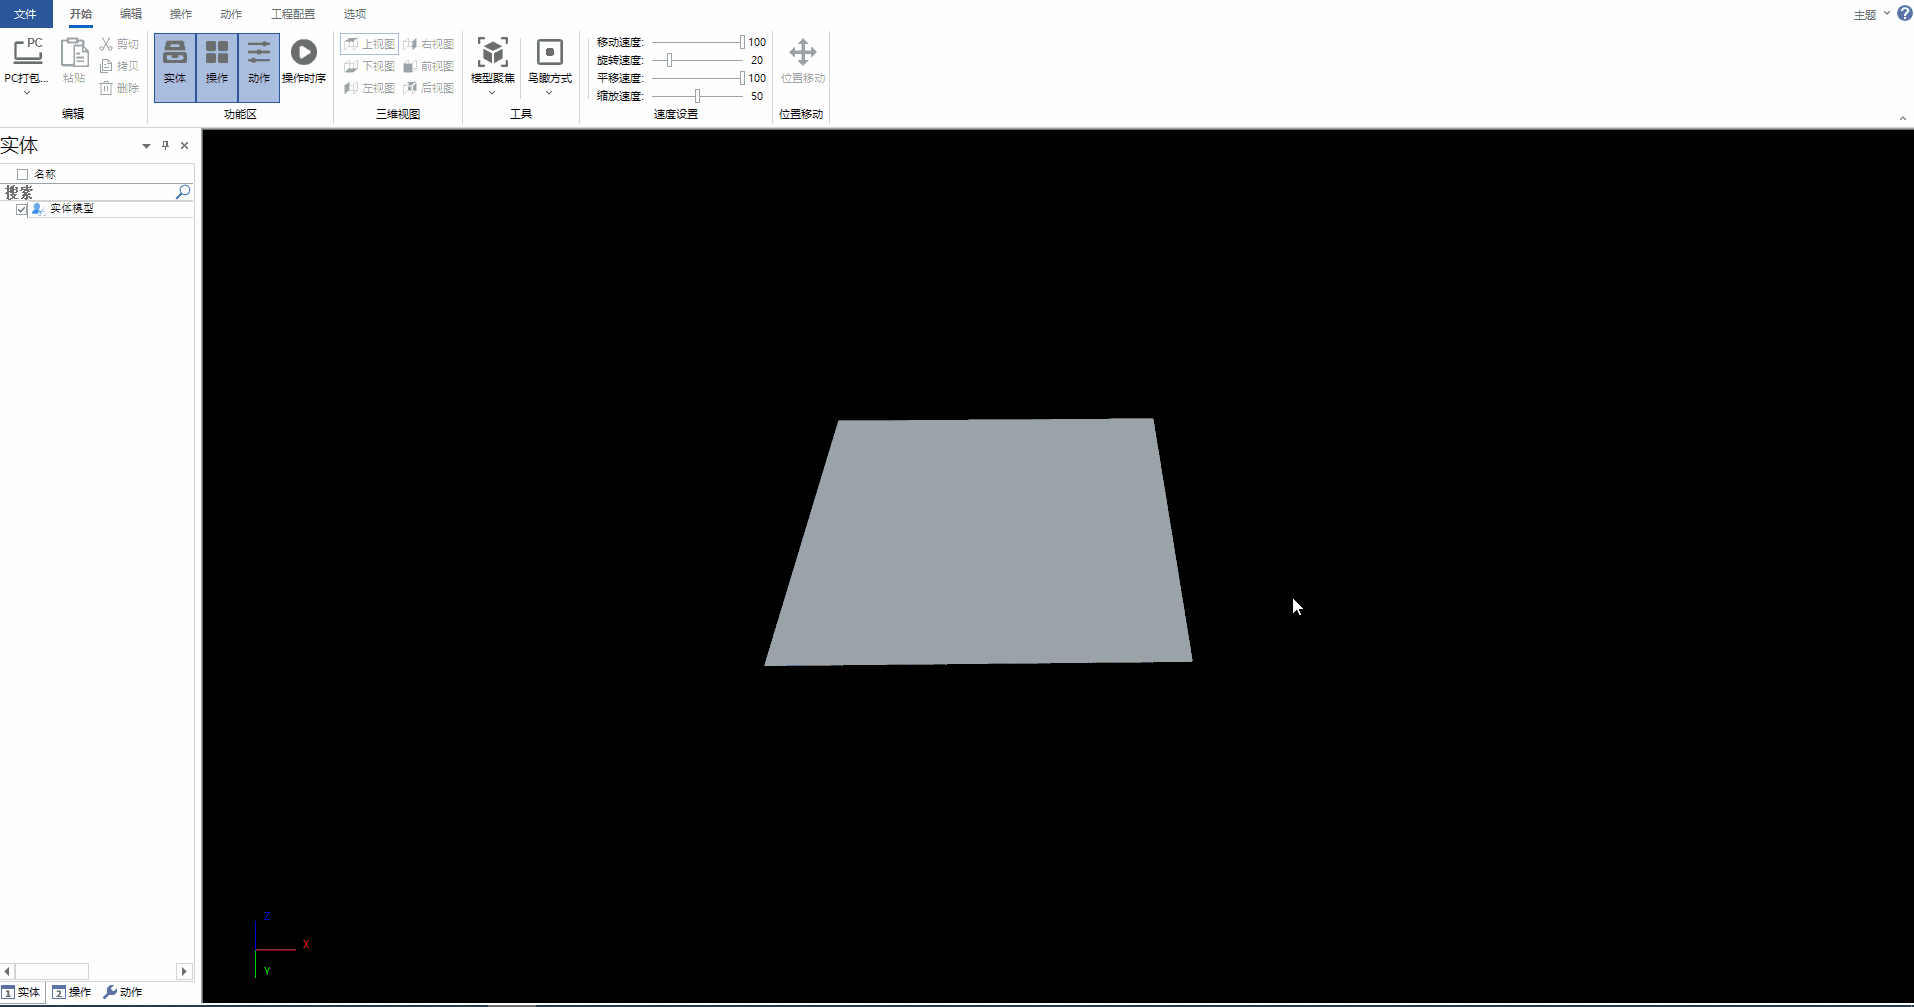 文件 开始 编辑 操作 动作 工程配置 选项 主题
PC
PC打包... 粘贴 剪切 拷贝 删除
编辑
实体 操作 动作 操作时序
功能区
上视图 右视图
下视图 前视图
左视图 后视图
三维视图
模型聚焦 鸟瞰方式
工具
移动速度: 100
旋转速度: 20
平移速度: 100
缩放速度: 50
速度设置
位置移动
位置移动
实体
名称
搜索
实体模型
Z
X
Y
1 实体 2 操作 动作